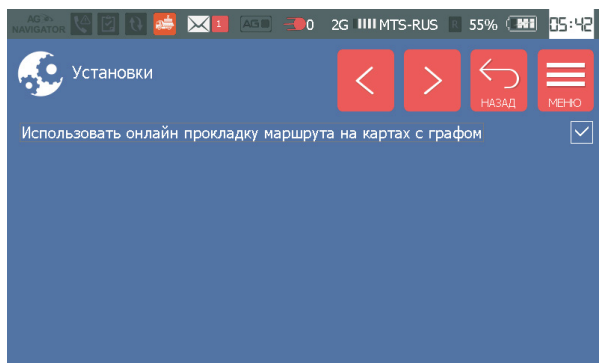 AG
NAVIGATOR
1
AG
0
2G
MTS-RUS
R
55%
05:42
Установки
НАЗАД
МЕНЮ
Использовать онлайн прокладку маршрута на картах с графом